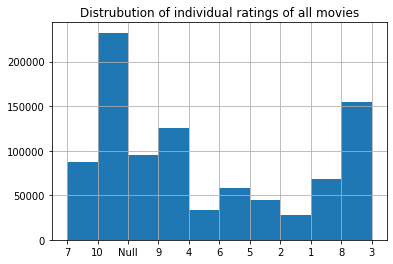 Distrubution of individual ratings of all movies
200000
150000
100000
50000
0
7 10 Null 9 4 6 5 2 1 8 3